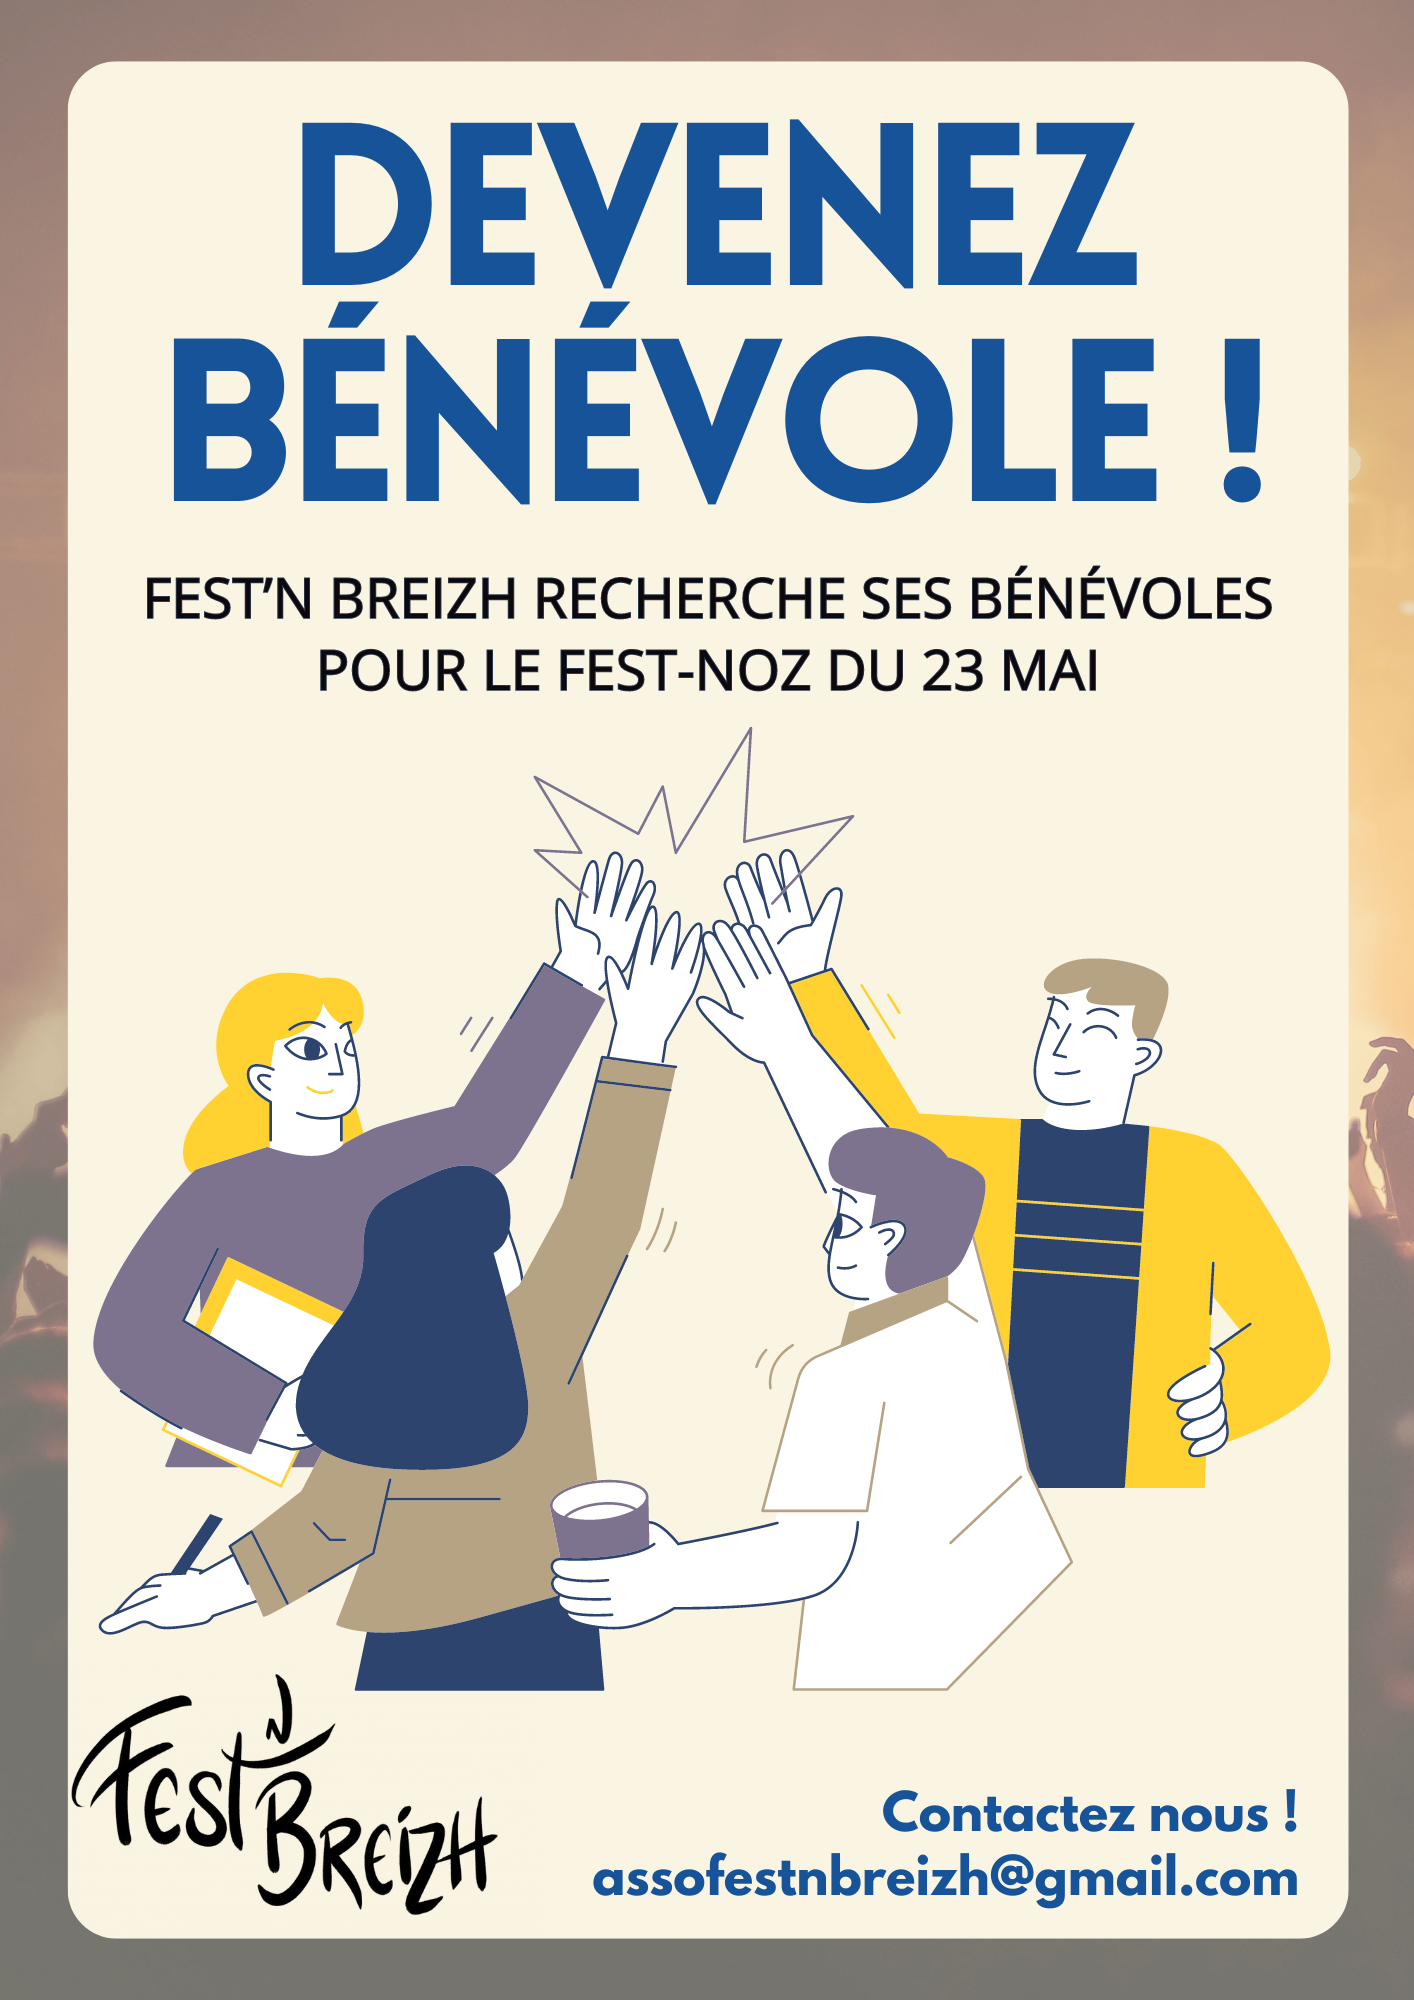 DEVENEZ
BÉNÉVOLE !
FEST’N BREIZH RECHERCHE SES BÉNÉVOLES
POUR LE FEST-NOZ DU 23 MAI
FEST N
BREIZH
Contactez nous !
assofestnbreizh@gmail.com